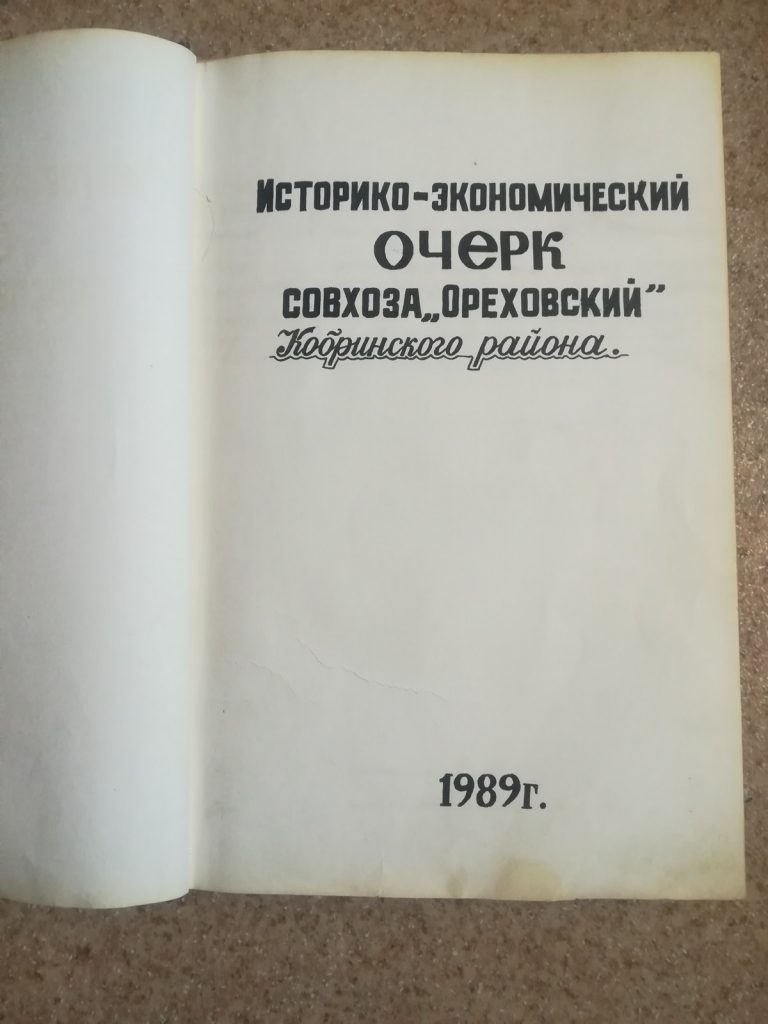 Историко-экономический
очерк
совхоза „Ореховский”
Кобринского района.
1989г.